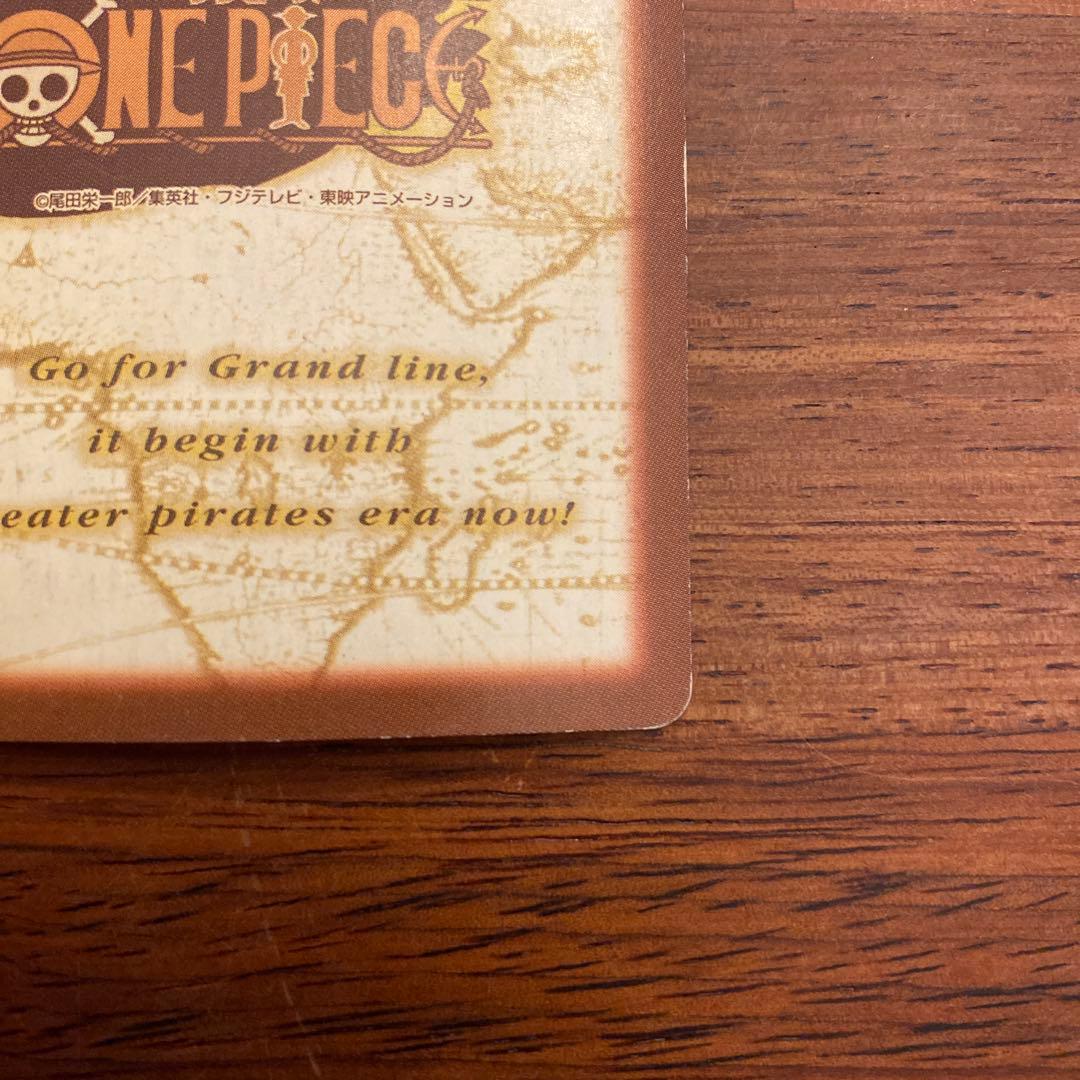 ONE PIECE
©尾田栄一郎／集英社・フジテレビ・東映アニメーション
Go for Grand line,
it begin with
eater pirates era now!